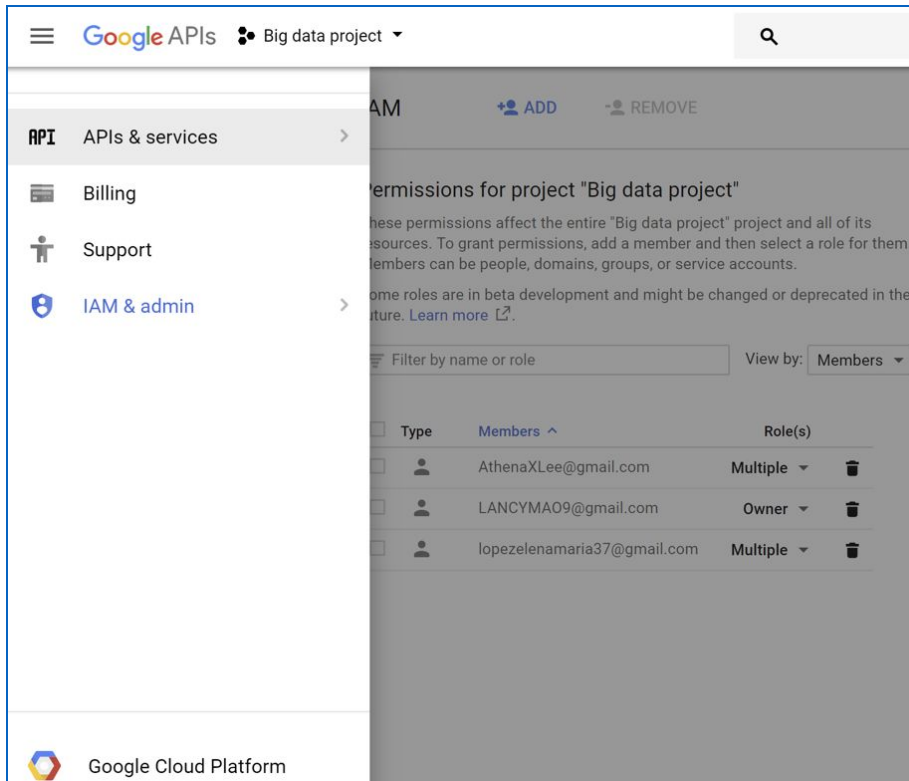 Google APIs Big data project
API APIs & services
Billing
Support
IAM & admin
Google Cloud Platform
AM ADD REMOVE
Permissions for project "Big data project"
hese permissions affect the entire "Big data project" project and all of its
esources. To grant permissions, add a member and then select a role for them
Members can be people, domains, groups, or service accounts.
ome roles are in beta development and might be changed or deprecated in the
uture. Learn more
Filter by name or role View by: Members
Type Members Role(s)
AthenaXLee@gmail.com Multiple
LANCYMAO9@gmail.com Owner
lopezelenamaria37@gmail.com Multiple